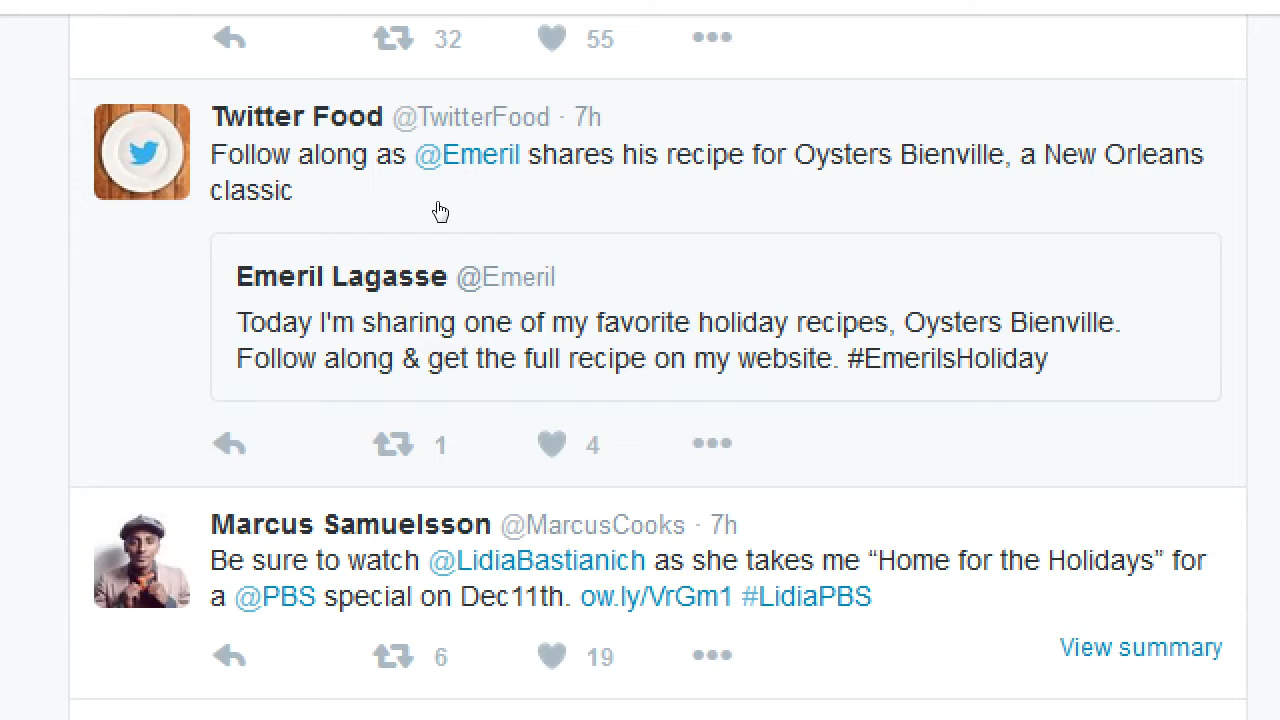 32 55
Twitter Food @TwitterFood · 7h
Follow along as @Emeril shares his recipe for Oysters Bienville, a New Orleans
classic
Emeril Lagasse @Emeril
Today I'm sharing one of my favorite holiday recipes, Oysters Bienville.
Follow along & get the full recipe on my website. #EmerilsHoliday
1 4
Marcus Samuelsson @MarcusCooks · 7h
Be sure to watch @LidiaBastianich as she takes me “Home for the Holidays” for
a @PBS special on Dec11th. ow.ly/VrGm1 #LidiaPBS
6 19 View summary